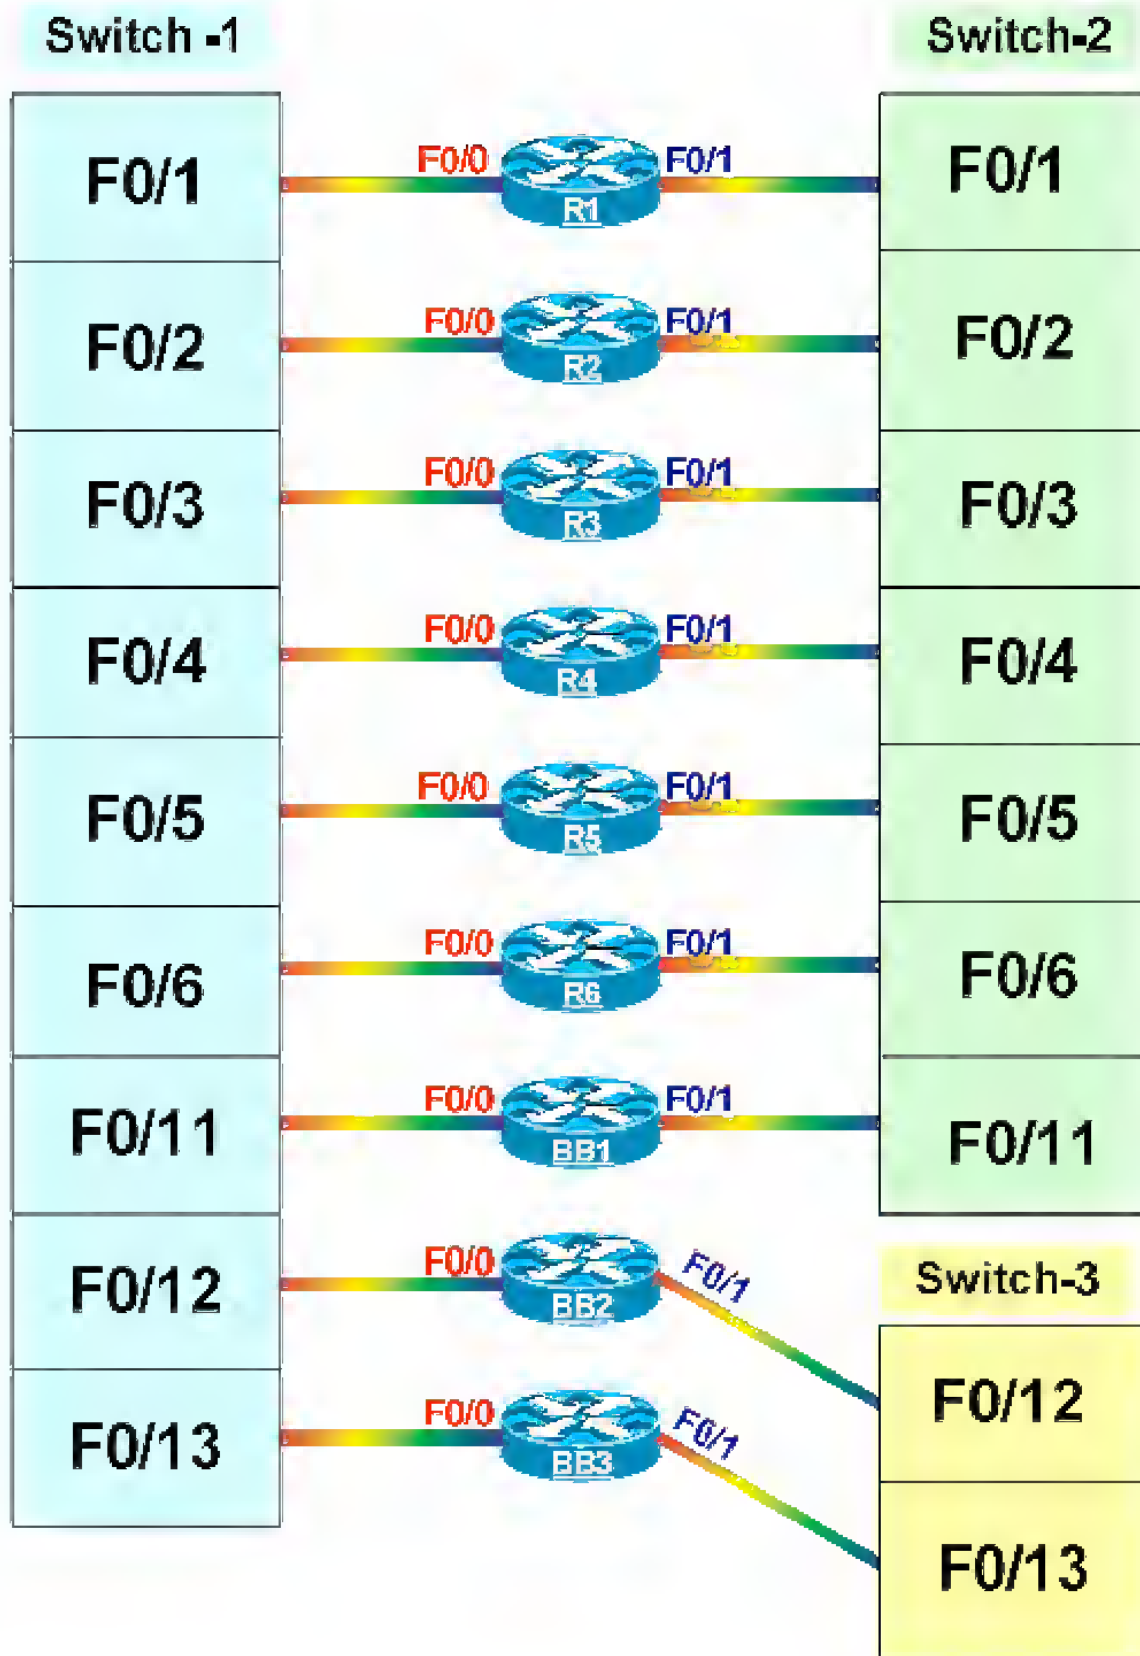 Switch -1 Switch-2
F0/1 F0/0 R1 F0/1 F0/1
F0/2 F0/0 R2 F0/1 F0/2
F0/3 F0/0 R3 F0/1 F0/3
F0/4 F0/0 R4 F0/1 F0/4
F0/5 F0/0 R5 F0/1 F0/5
F0/6 F0/0 R6 F0/1 F0/6
F0/11 F0/0 BB1 F0/1 F0/11
F0/12 F0/0 BB2 F0/1 Switch-3
F0/12
F0/13 F0/0 BB3 F0/1
F0/13